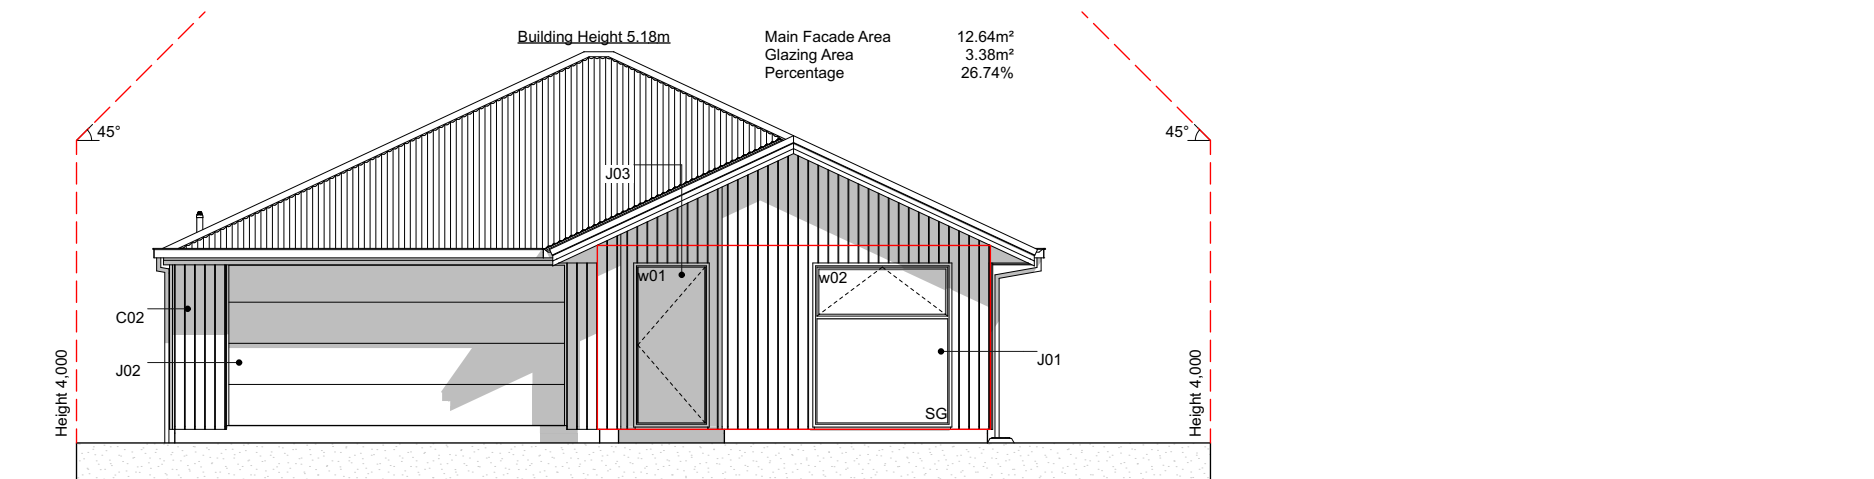 Building Height 5.18m
Main Facade Area 12.64m²
Glazing Area 3.38m²
Percentage 26.74%
45°
45°
J03
w01
w02
C02
J02
J01
SG
Height 4,000
Height 4,000